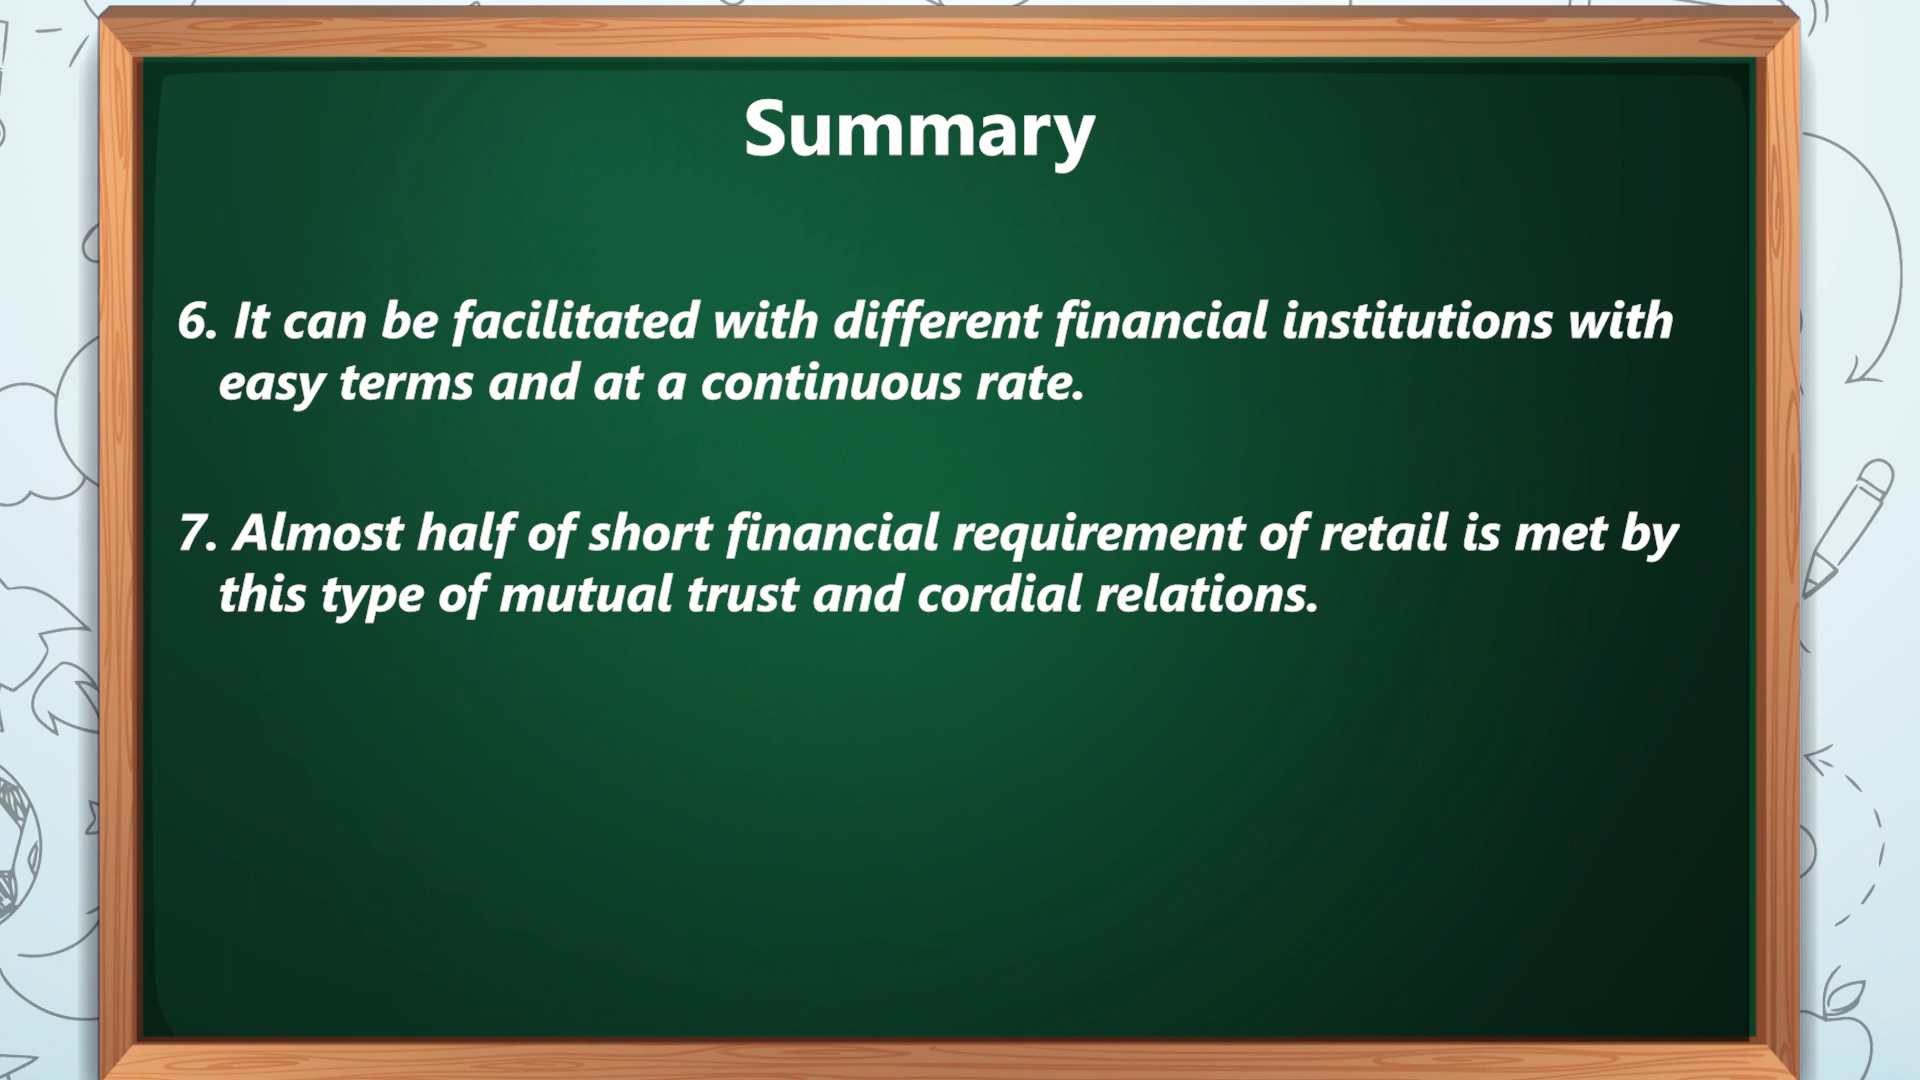 Summary
6. It can be facilitated with different financial institutions with
easy terms and at a continuous rate.
7. Almost half of short financial requirement of retail is met by
this type of mutual trust and cordial relations.